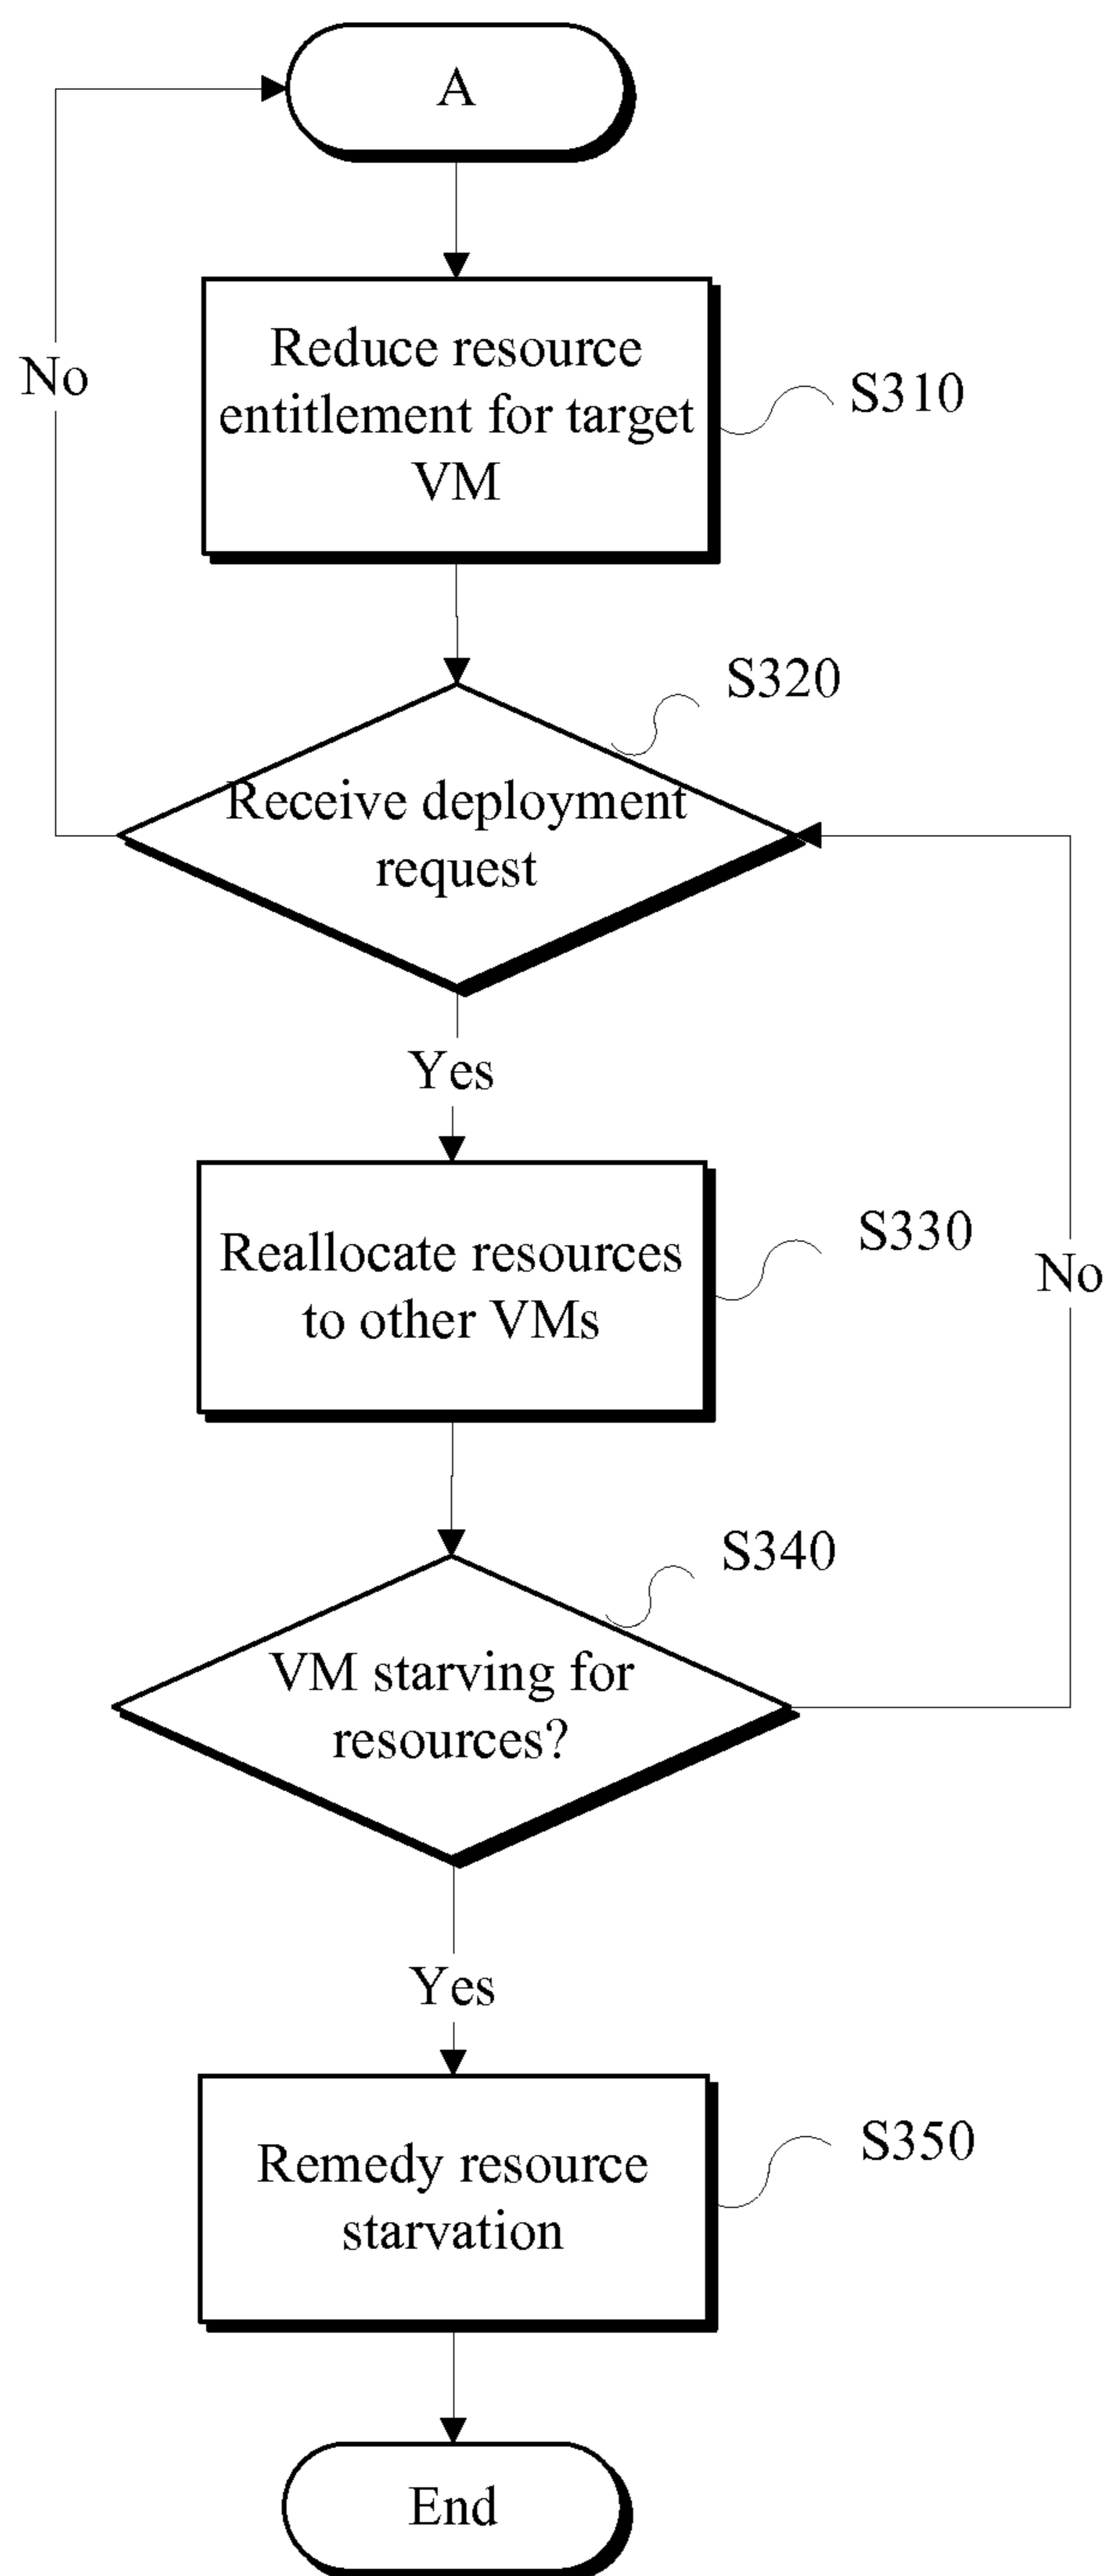 A
Reduce resource
entitlement for target
VM
S310
No
S320
Receive deployment
request
Yes
Reallocate resources
to other VMs
S330
No
S340
VM starving for
resources?
Yes
Remedy resource
starvation
S350
End